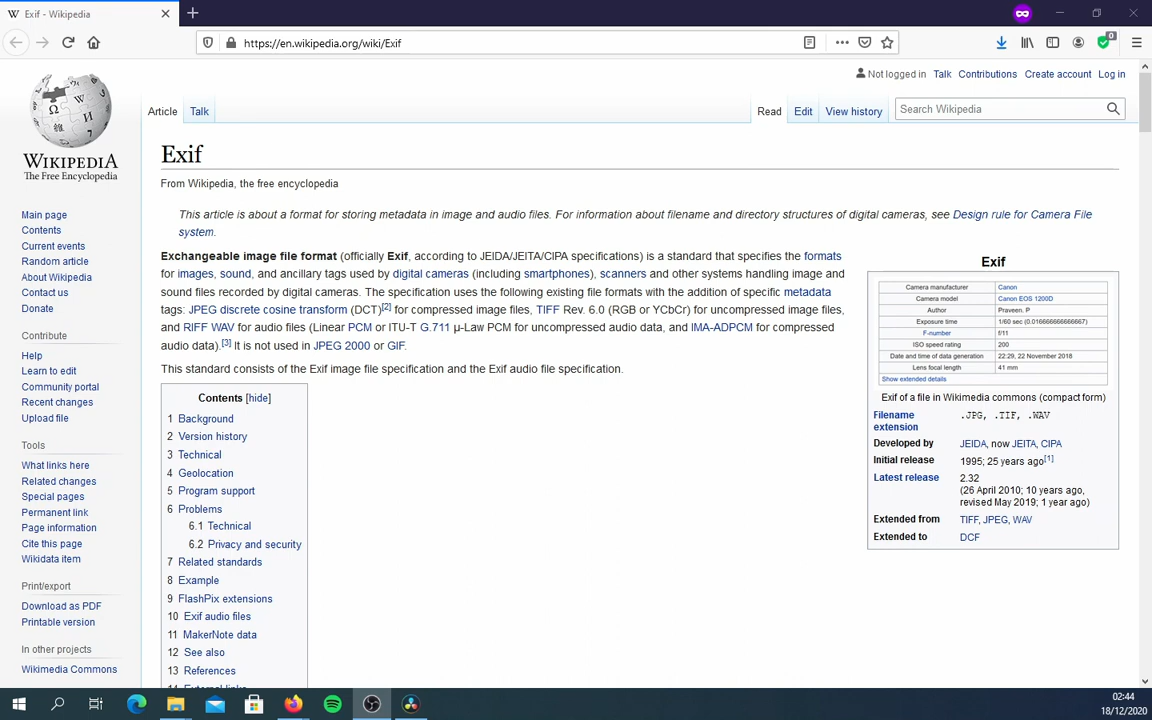 Exif - Wikipedia
https://en.wikipedia.org/wiki/Exif
0
Not logged in Talk Contributions Create account Log in
Article Talk Read Edit View history Search Wikipedia
WIKIPEDIA
The Free Encyclopedia
Main page
Contents
Current events
Random article
About Wikipedia
Contact us
Donate
Contribute
Help
Learn to edit
Community portal
Recent changes
Upload file
Tools
What links here
Related changes
Special pages
Permanent link
Page information
Cite this page
Wikidata item
Print/export
Download as PDF
Printable version
In other projects
Wikimedia Commons
Exif
From Wikipedia, the free encyclopedia
This article is about a format for storing metadata in image and audio files. For information about filename and directory structures of digital cameras, see Design rule for Camera File
system.
Exchangeable image file format (officially Exif, according to JEIDA/JEITA/CIPA specifications) is a standard that specifies the formats
for images, sound, and ancillary tags used by digital cameras (including smartphones), scanners and other systems handling image and
sound files recorded by digital cameras. The specification uses the following existing file formats with the addition of specific metadata
tags: JPEG discrete cosine transform (DCT)[2] for compressed image files, TIFF Rev. 6.0 (RGB or YCbCr) for uncompressed image files,
and RIFF WAV for audio files (Linear PCM or ITU-T G.711 μ-Law PCM for uncompressed audio data, and IMA-ADPCM for compressed
audio data).[3] It is not used in JPEG 2000 or GIF.
This standard consists of the Exif image file specification and the Exif audio file specification.
Contents [hide]
1 Background
2 Version history
3 Technical
4 Geolocation
5 Program support
6 Problems
6.1 Technical
6.2 Privacy and security
7 Related standards
8 Example
9 FlashPix extensions
10 Exif audio files
11 MakerNote data
12 See also
13 References
14 External links
Exif
Camera manufacturer Canon
Camera model Canon EOS 1200D
Author Praveen. P
Exposure time 1/60 sec (0.016666666666667)
F-number f/11
ISO speed rating 200
Date and time of data generation 22:29, 22 November 2018
Lens focal length 41 mm
Show extended details
Exif of a file in Wikimedia commons (compact form)
Filename .JPG, .TIF, .WAV
extension
Developed by JEIDA, now JEITA, CIPA
Initial release 1995; 25 years ago[1]
Latest release 2.32
(26 April 2010; 10 years ago,
revised May 2019; 1 year ago)
Extended from TIFF, JPEG, WAV
Extended to DCF
02:44
18/12/2020